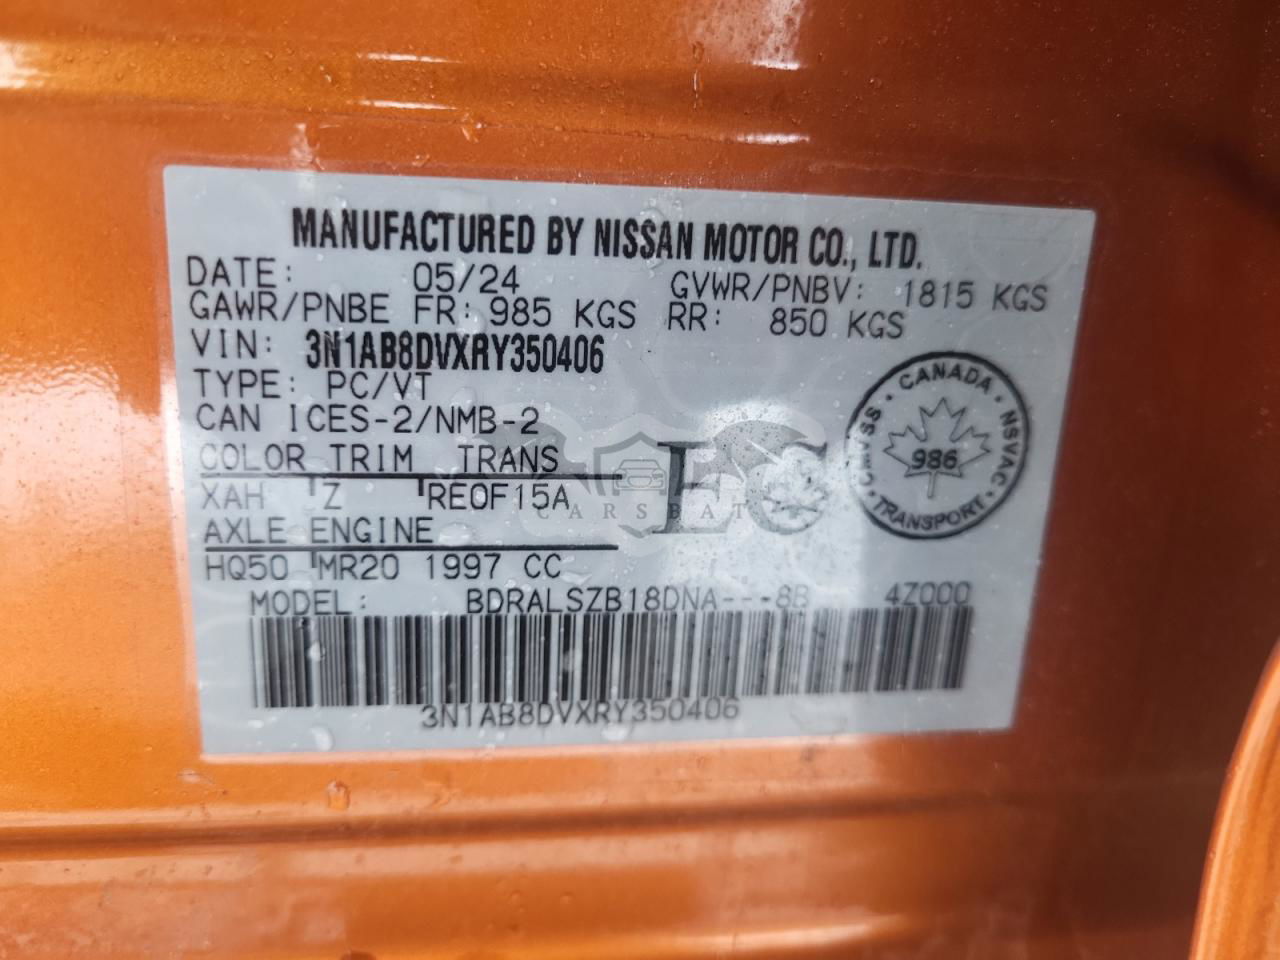 MANUFACTURED BY NISSAN MOTOR CO., LTD.
DATE: 05/24 GVWR/PNBV: 1815 KGS
GAWR/PNBE FR: 985 KGS RR: 850 KGS
VIN: 3N1AB8DVXRY350406
TYPE: PC/VT
CAN ICES-2/NMB-2
COLOR TRIM TRANS
XAH Z RE0F15A
AXLE ENGINE
HQ50 MR20 1997 CC
MODEL: BDRALSZB18DNA---8B 4Z000
3N1AB8DVXRY350406
EC
CARSBAT
CANADA
NSVAC
TRANSPORT
CMVSS
986